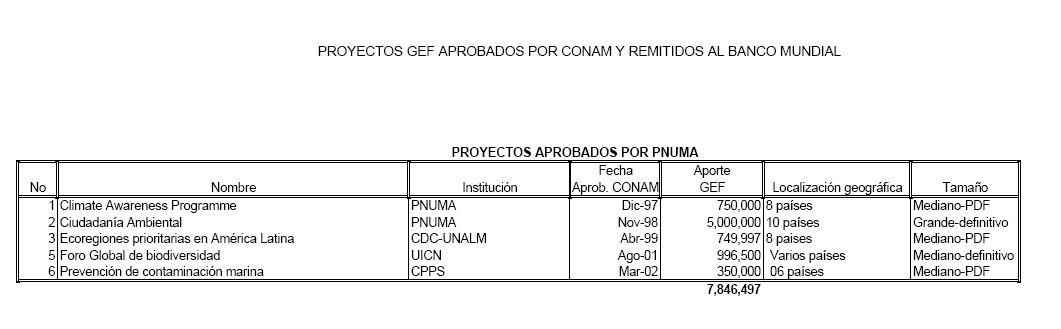 PROYECTOS GEF APROBADOS POR CONAM Y REMITIDOS AL BANCO MUNDIAL
PROYECTOS APROBADOS POR PNUMA
No Nombre Institución Fecha Aprob. CONAM Aporte GEF Localización geográfica Tamaño
1 Climate Awareness Programme PNUMA Dic-97 750,000 8 países Mediano-PDF
2 Ciudadanía Ambiental PNUMA Nov-98 5,000,000 10 países Grande-definitivo
3 Ecoregiones prioritarias en América Latina CDC-UNALM Abr-99 749,997 8 paises Mediano-PDF
5 Foro Global de biodiversidad UICN Ago-01 996,500 Varios países Mediano-definitivo
6 Prevención de contaminación marina CPPS Mar-02 350,000 06 países Mediano-PDF
7,846,497